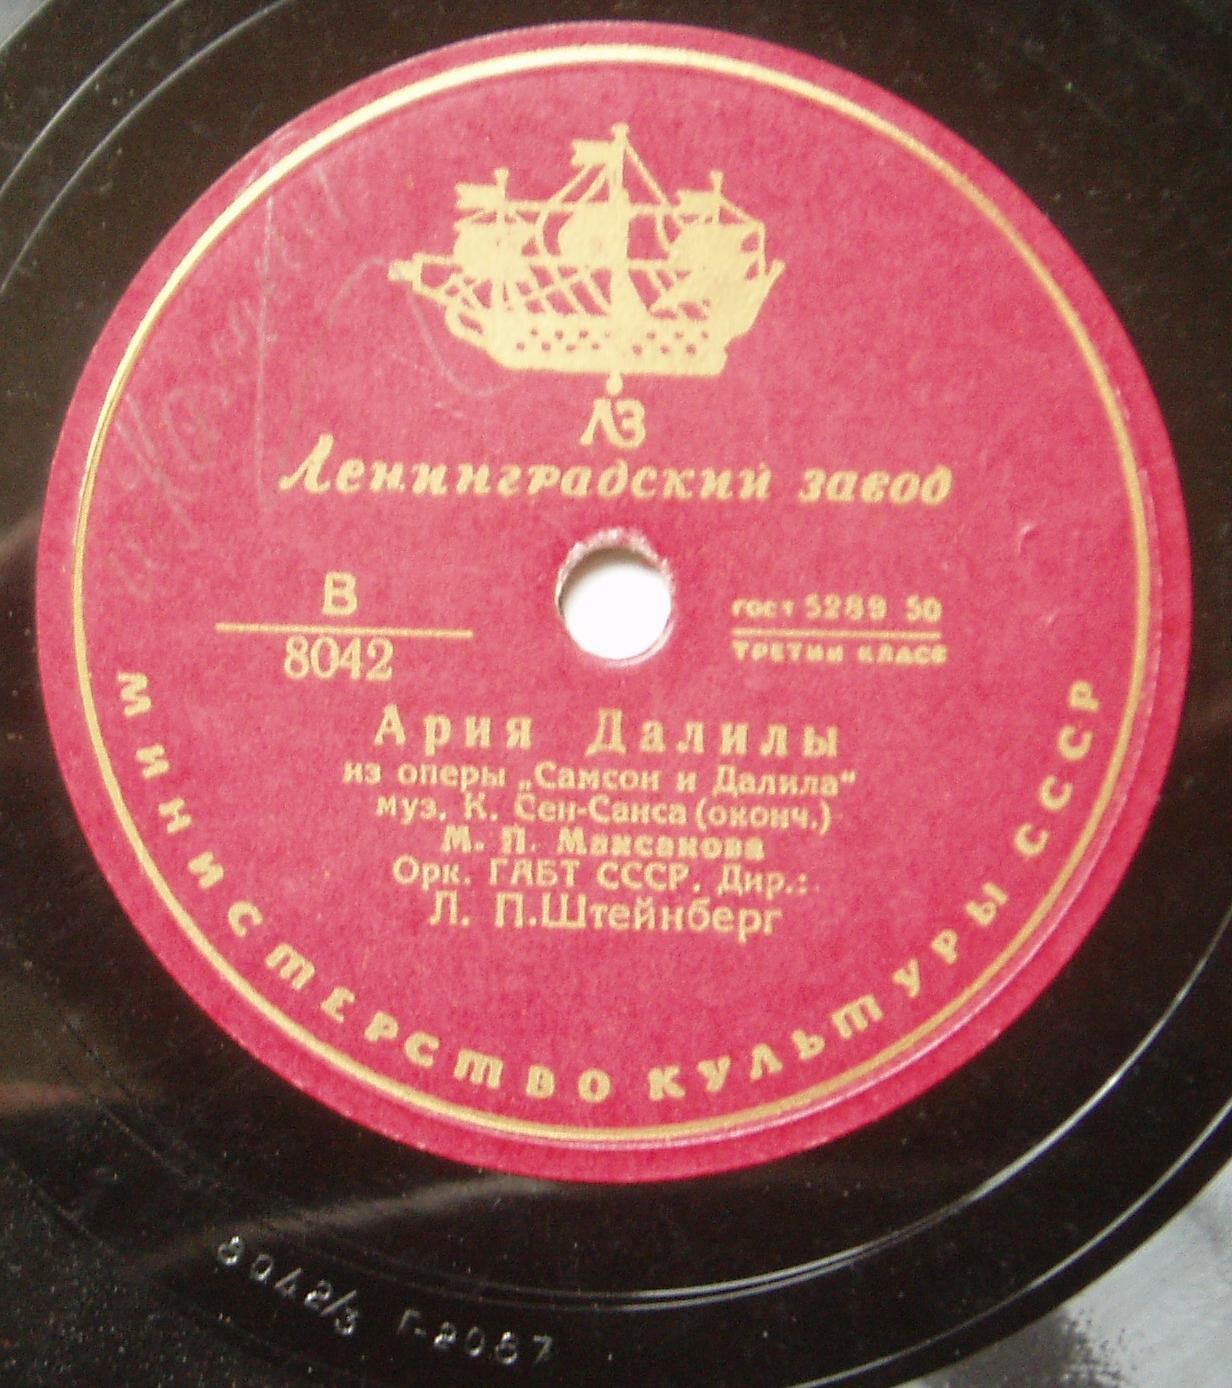 ЛЗ
Ленинградский завод
В
8042
ГОСТ 5289 50
ТРЕТИЙ КЛАСС
Ария Далилы
из оперы „Самсон и Далила"
муз. К. Сен-Санса (оконч.)
М. П. Максакова
Орк. ГАБТ СССР. Дир.:
Л. П. Штейнберг
МИНИСТЕРСТВО КУЛЬТУРЫ СССР
8042/3 Г-2067